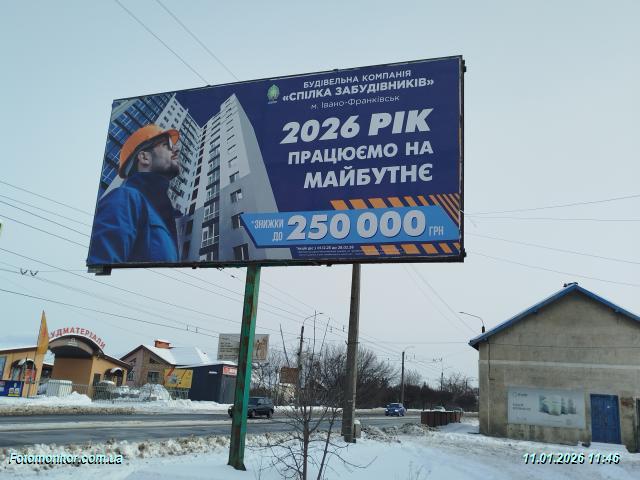 БУДІВЕЛЬНА КОМПАНІЯ
«СПІЛКА ЗАБУДІВНИКІВ»
м. Івано-Франківськ
2026 РІК
ПРАЦЮЄМО НА
МАЙБУТНЄ
*ЗНИЖКИ
ДО 250 000 ГРН
БУДМАТЕРІАЛИ
Fotomonitor.com.ua
11.01.2026 11:46